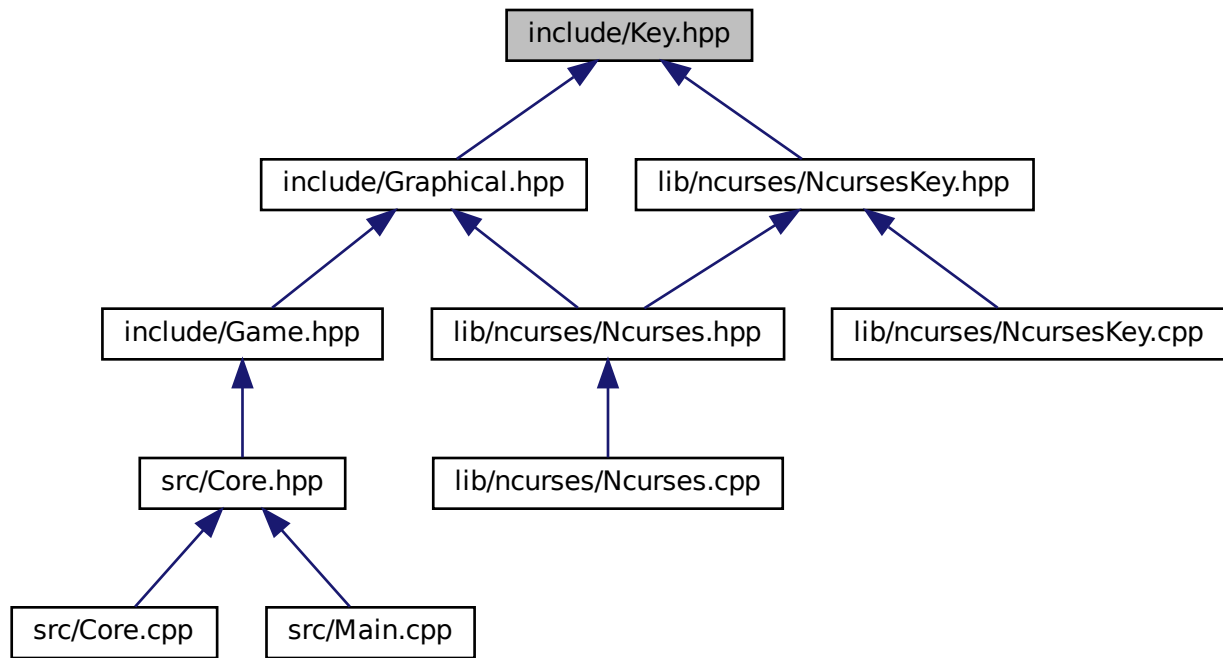 include/Key.hpp
include/Graphical.hpp
lib/ncurses/NcursesKey.hpp
include/Game.hpp
lib/ncurses/Ncurses.hpp
lib/ncurses/NcursesKey.cpp
src/Core.hpp
lib/ncurses/Ncurses.cpp
src/Core.cpp
src/Main.cpp